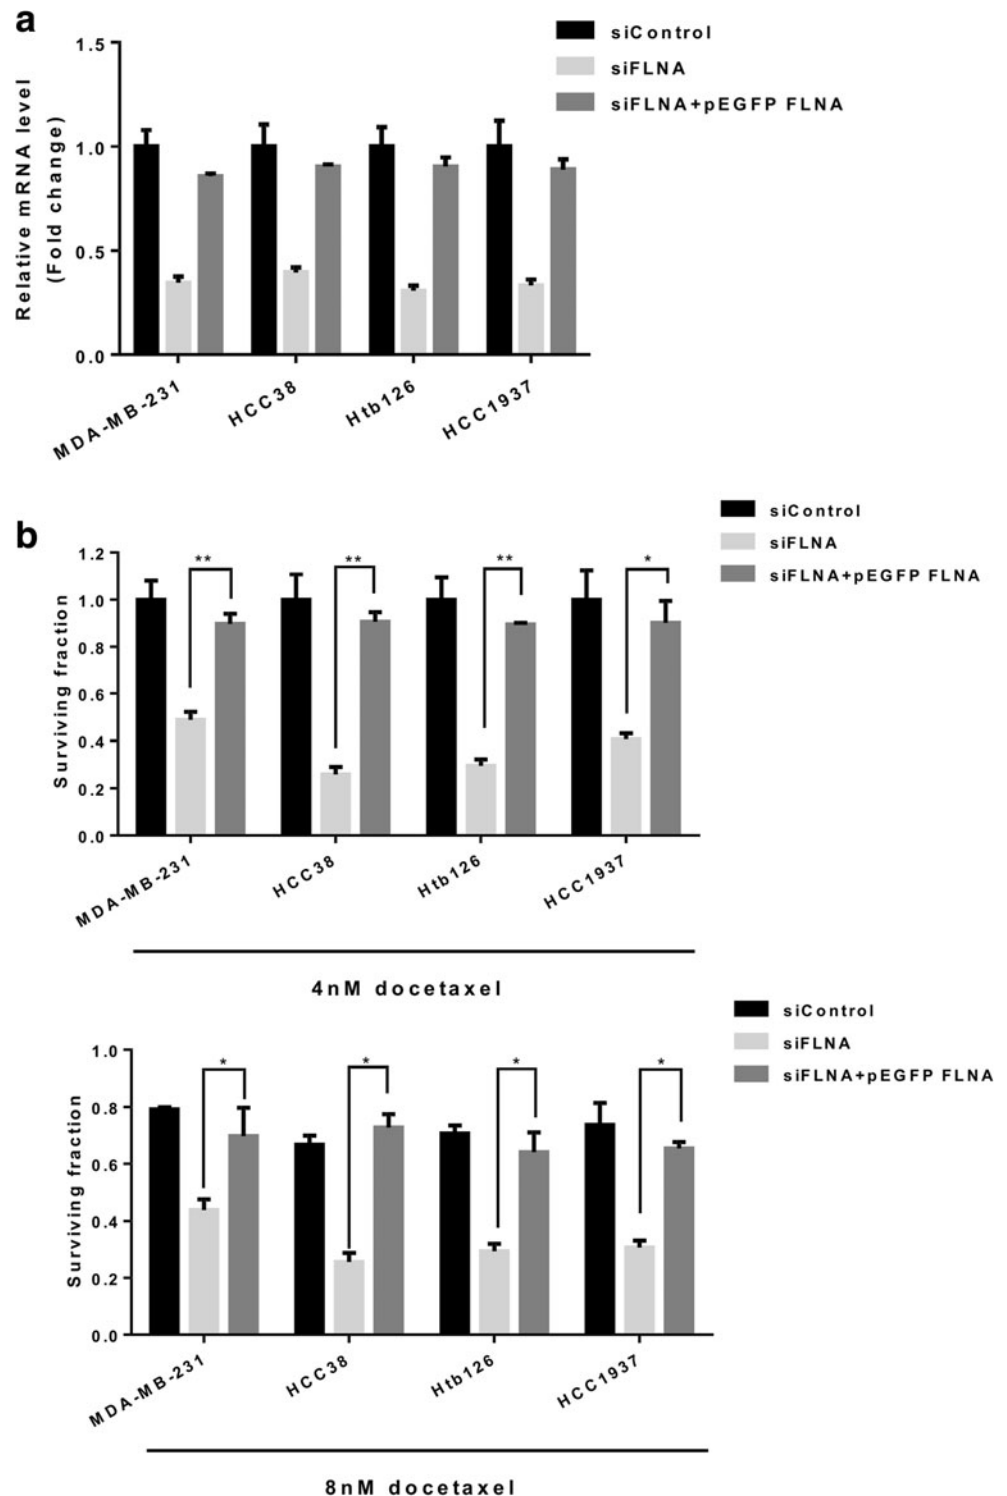 a
siControl
siFLNA
siFLNA+pEGFP FLNA
Relative mRNA level
(Fold change)
1.5
1.0
0.5
0.0
MDA-MB-231
HCC38
Htb126
HCC1937
b
siControl
siFLNA
siFLNA+pEGFP FLNA
Surviving fraction
1.2
1.0
0.8
0.6
0.4
0.2
0.0
**
**
**
*
MDA-MB-231
HCC38
Htb126
HCC1937
4nM docetaxel
siControl
siFLNA
siFLNA+pEGFP FLNA
Surviving fraction
1.0
0.8
0.6
0.4
0.2
0.0
*
*
*
*
MDA-MB-231
HCC38
Htb126
HCC1937
8nM docetaxel